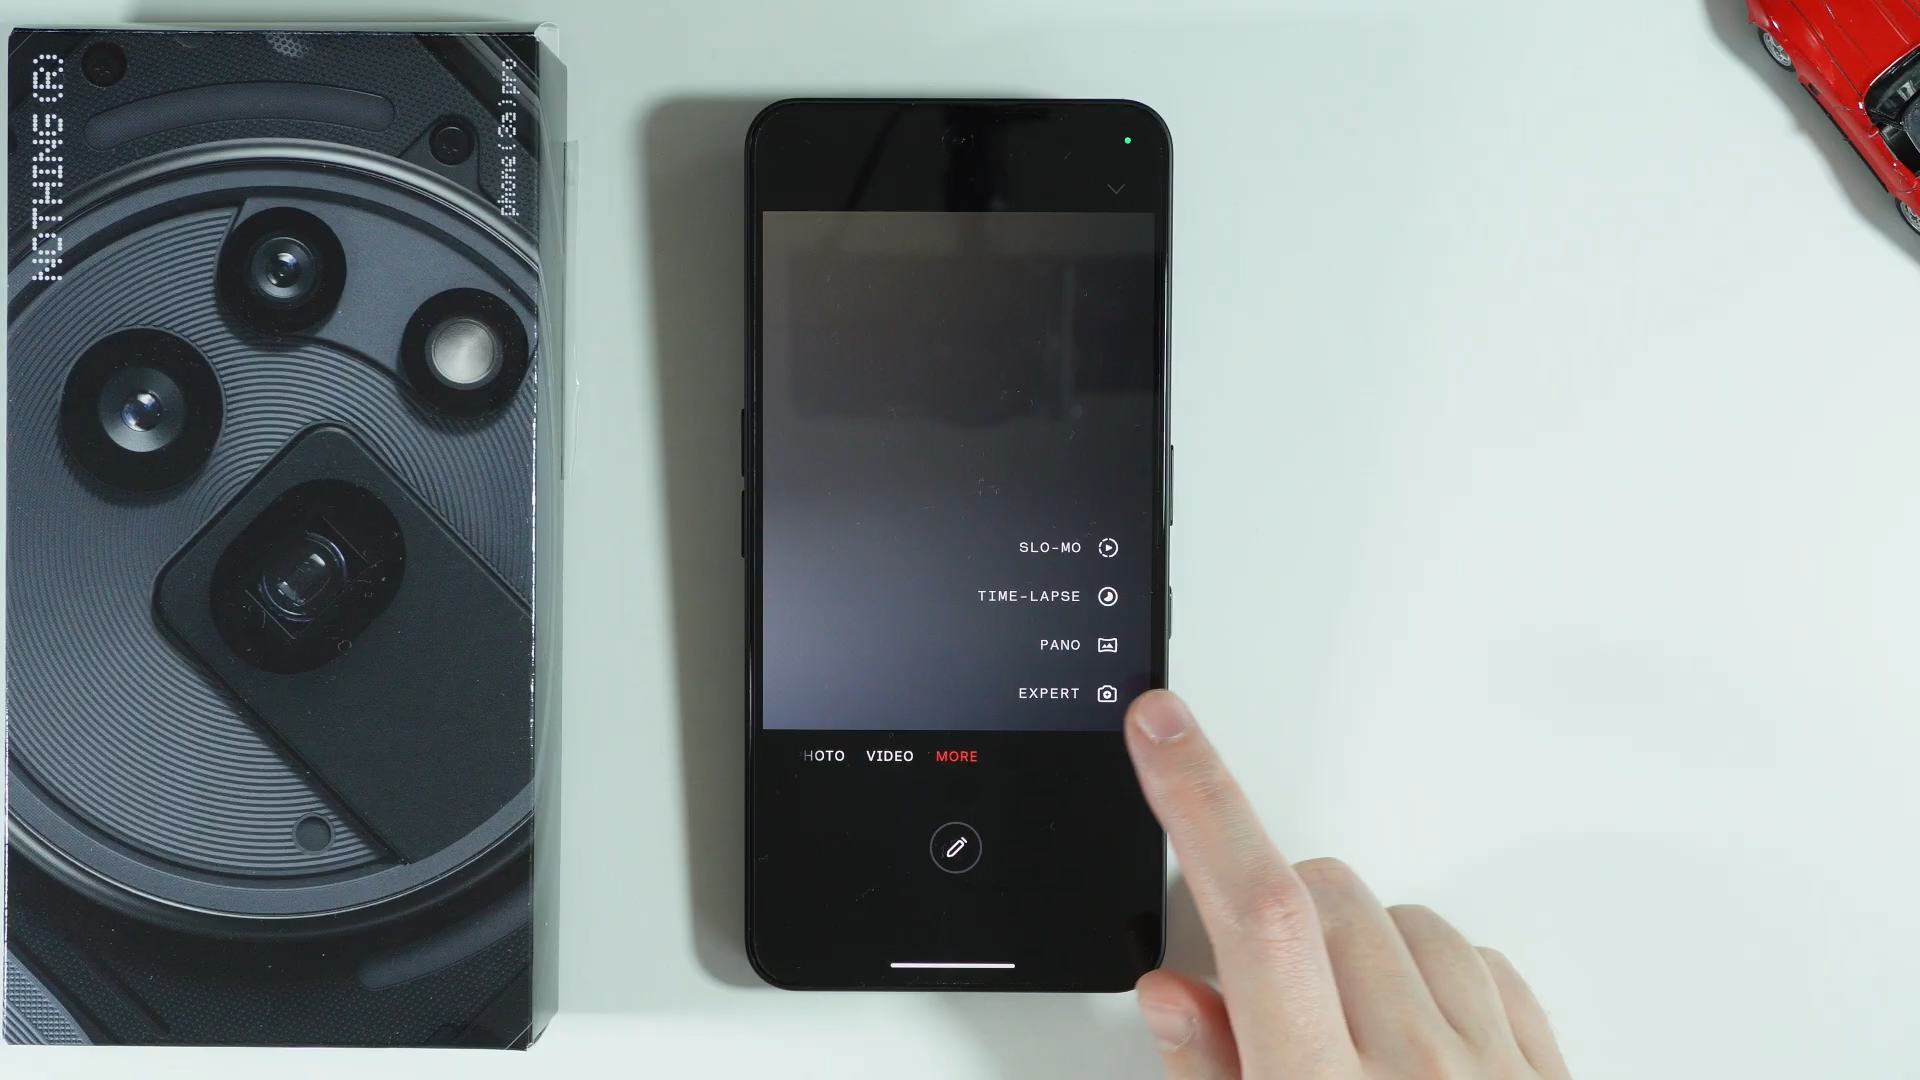 NOTHING (R)
phone (3a) pro
SLO-MO
TIME-LAPSE
PANO
EXPERT
HOTO VIDEO MORE